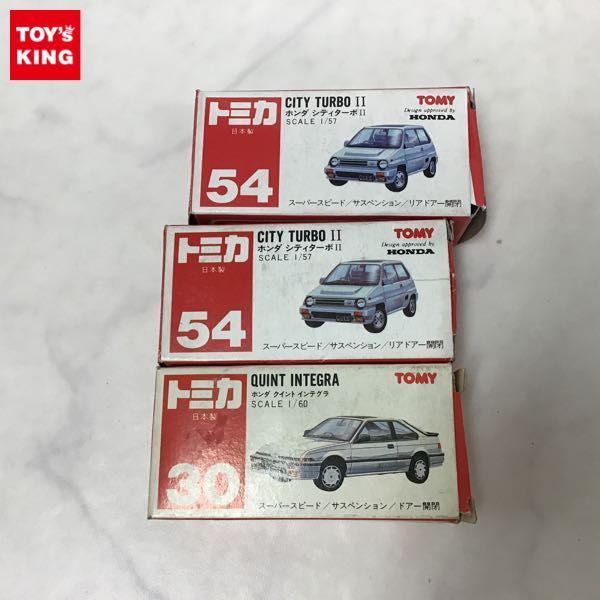 TOY's
KING
トミカ
日本製
54
CITY TURBO II
ホンダ シティターボII
SCALE 1/57
TOMY
Design approved by
HONDA
スーパースピード/サスペンション/リアドアー開閉
トミカ
日本製
54
CITY TURBO II
ホンダ シティターボII
SCALE 1/57
TOMY
Design approved by
HONDA
スーパースピード/サスペンション/リアドアー開閉
トミカ
日本製
30
QUINT INTEGRA
ホンダ クイントインテグラ
SCALE 1/60
TOMY
スーパースピード/サスペンション/ドアー開閉